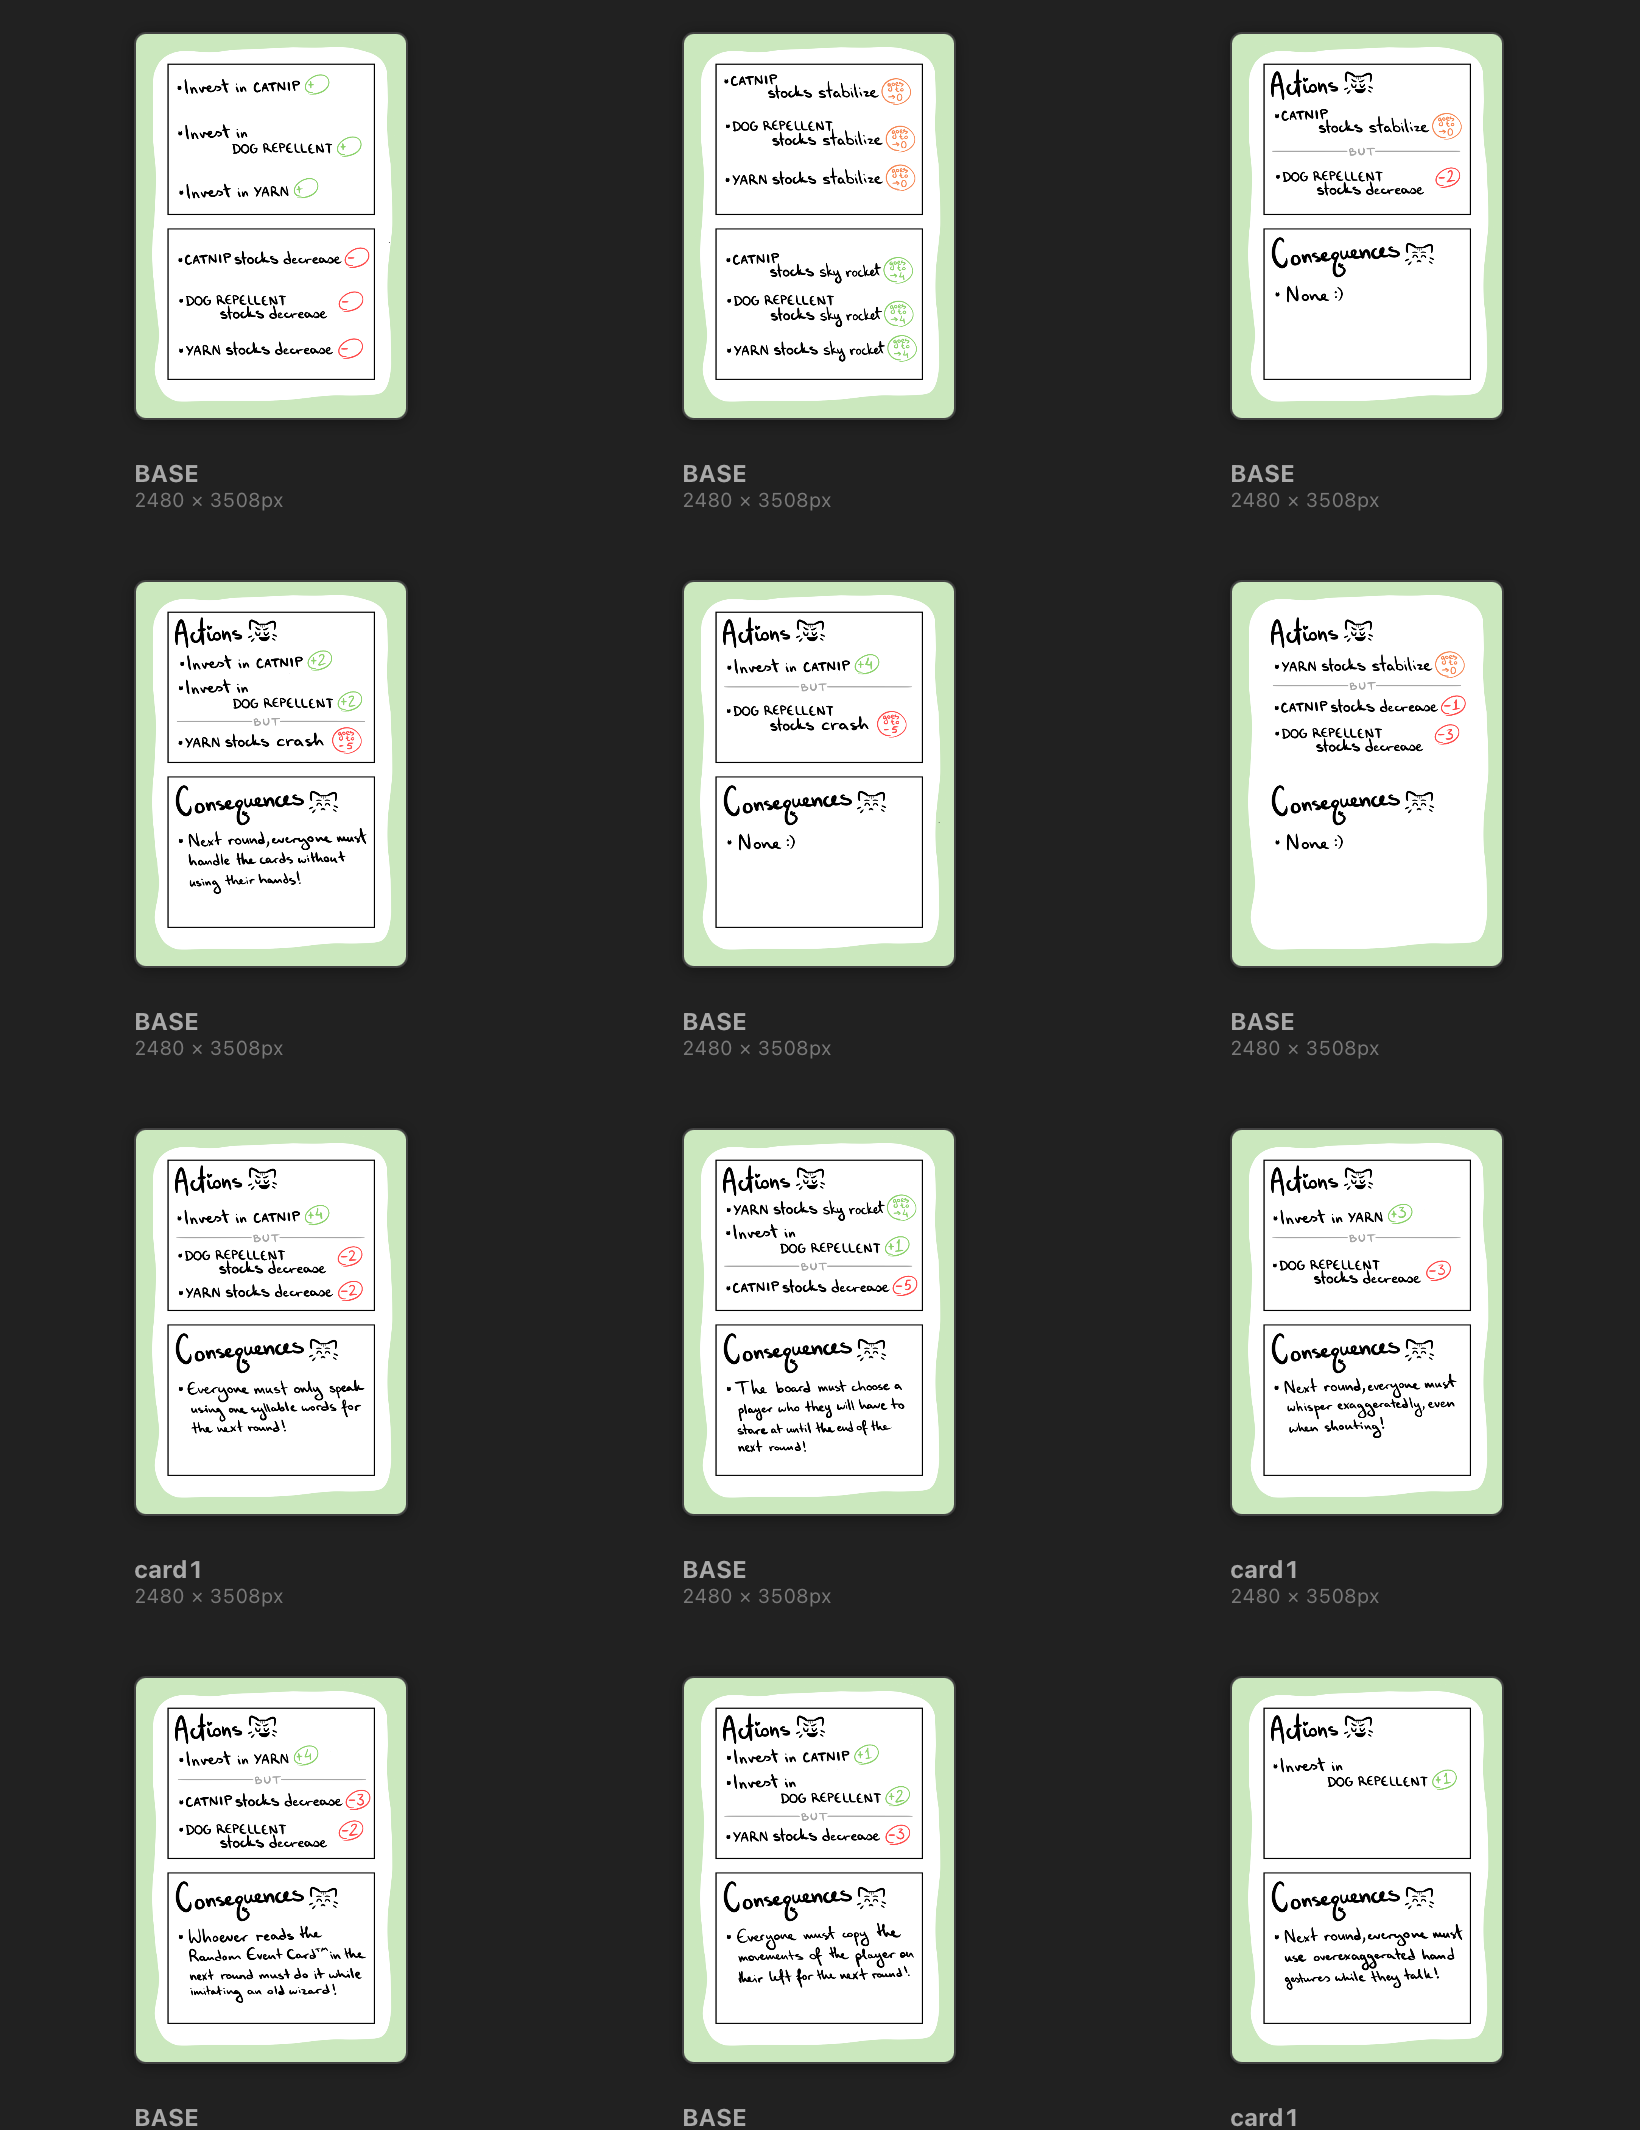 •Invest in CATNIP +
•Invest in
DOG REPELLENT +
•Invest in YARN +
•CATNIP stocks decrease -
•DOG REPELLENT
stocks decrease -
•YARN stocks decrease -
BASE
2480 × 3508px
•CATNIP
stocks stabilize goes to →0
•DOG REPELLENT
stocks stabilize goes to →0
•YARN stocks stabilize goes to →0
•CATNIP
stocks sky rocket goes to →4
•DOG REPELLENT
stocks sky rocket goes to →4
•YARN stocks sky rocket goes to →4
BASE
2480 × 3508px
Actions
•CATNIP
stocks stabilize goes to →0
BUT
•DOG REPELLENT
stocks decrease -2
Consequences
• None :)
BASE
2480 × 3508px
Actions
•Invest in CATNIP +2
•Invest in
DOG REPELLENT +2
BUT
•YARN stocks crash goes to -5
Consequences
• Next round, everyone must
handle the cards without
using their hands!
BASE
2480 × 3508px
Actions
•Invest in CATNIP +4
BUT
•DOG REPELLENT
stocks crash goes to -5
Consequences
• None :)
BASE
2480 × 3508px
Actions
•YARN stocks stabilize goes to →0
BUT
•CATNIP stocks decrease -1
•DOG REPELLENT
stocks decrease -3
Consequences
• None :)
BASE
2480 × 3508px
Actions
•Invest in CATNIP +4
BUT
•DOG REPELLENT
stocks decrease -2
•YARN stocks decrease -2
Consequences
• Everyone must only speak
using one syllable words for
the next round!
card1
2480 × 3508px
Actions
•YARN stocks sky rocket goes to →4
•Invest in
DOG REPELLENT +1
BUT
•CATNIP stocks decrease -5
Consequences
• The board must choose a
player who they will have to
stare at until the end of the
next round!
BASE
2480 × 3508px
Actions
•Invest in YARN +3
BUT
•DOG REPELLENT
stocks decrease -3
Consequences
• Next round, everyone must
whisper exaggeratedly, even
when shouting!
card1
2480 × 3508px
Actions
•Invest in YARN +4
BUT
•CATNIP stocks decrease -3
•DOG REPELLENT
stocks decrease -2
Consequences
• Whoever reads the
Random Event Card™ in the
next round must do it while
imitating an old wizard!
BASE
Actions
•Invest in CATNIP +1
•Invest in
DOG REPELLENT +2
BUT
•YARN stocks decrease -3
Consequences
• Everyone must copy the
movements of the player on
their left for the next round!
BASE
Actions
•Invest in
DOG REPELLENT +1
Consequences
• Next round, everyone must
use overexaggerated hand
gestures while they talk!
card1